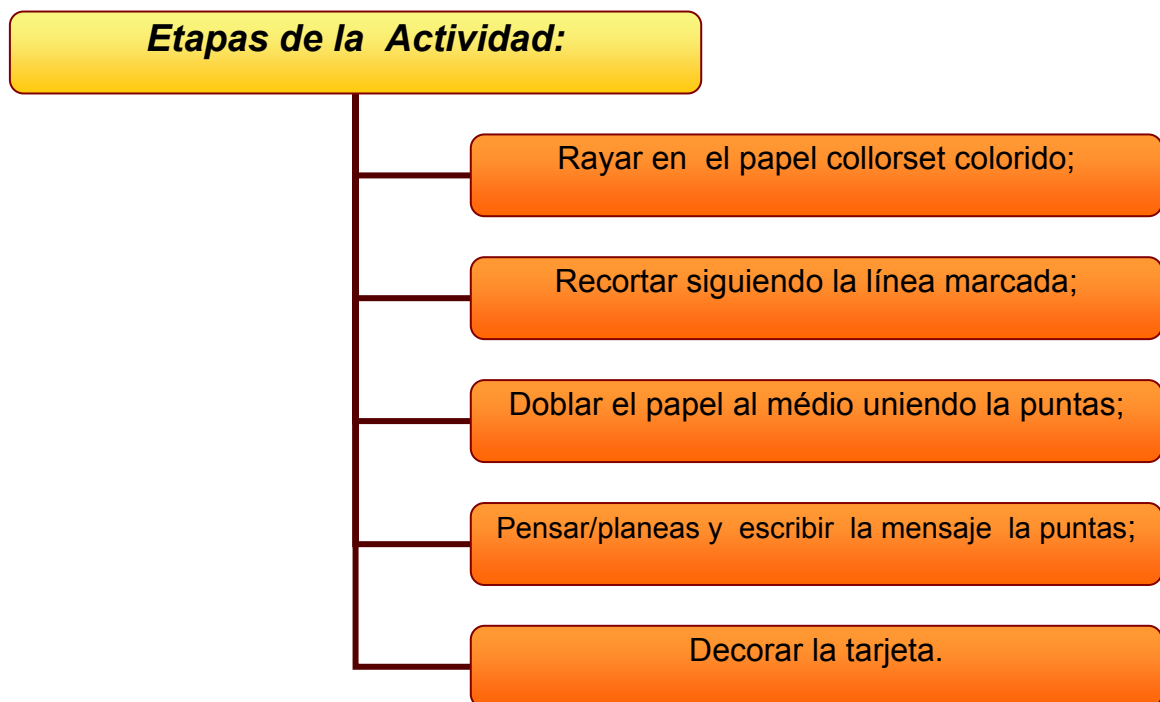 Etapas de la Actividad:
Rayar en el papel collorset colorido;
Recortar siguiendo la línea marcada;
Doblar el papel al médio uniendo la puntas;
Pensar/planeas y escribir la mensaje la puntas;
Decorar la tarjeta.